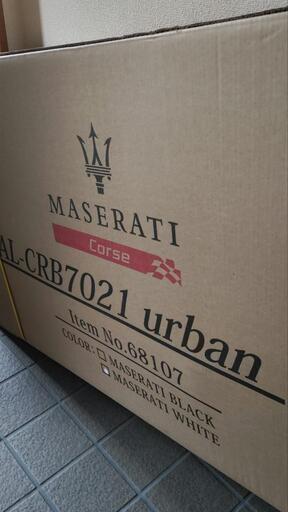 MASERATI
Corse
AL-CRB7021 urban
Item No.68107
COLOR: MASERATI BLACK
MASERATI WHITE